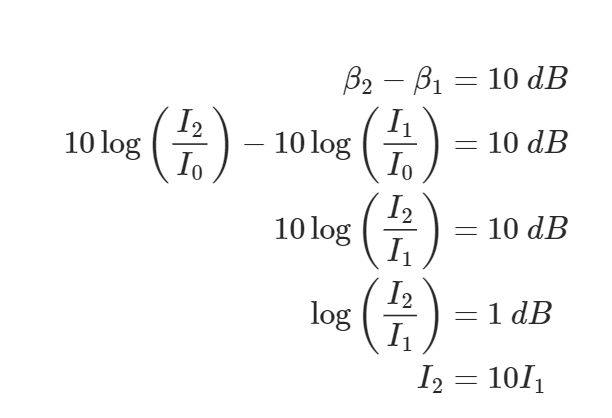 β₂ − β₁ = 10 dB
10 log (I₂/I₀) − 10 log (I₁/I₀) = 10 dB
10 log (I₂/I₁) = 10 dB
log (I₂/I₁) = 1 dB
I₂ = 10I₁